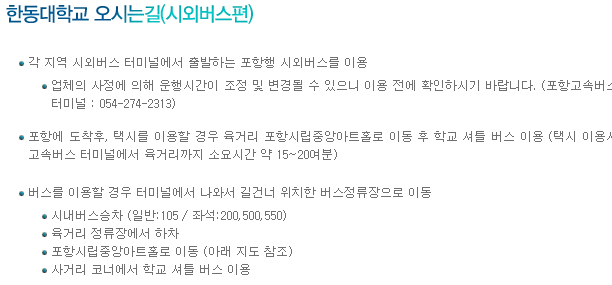 한동대학교 오시는길(시외버스편)
각 지역 시외버스 터미널에서 출발하는 포항행 시외버스를 이용
업체의 사정에 의해 운행시간이 조정 및 변경될 수 있으니 이용 전에 확인하시기 바랍니다. (포항고속버스
터미널 : 054-274-2313)
포항에 도착후, 택시를 이용할 경우 육거리 포항시립중앙아트홀로 이동 후 학교 셔틀 버스 이용 (택시 이용시
고속버스 터미널에서 육거리까지 소요시간 약 15~20여분)
버스를 이용할 경우 터미널에서 나와서 길건너 위치한 버스정류장으로 이동
시내버스승차 (일반:105 / 좌석:200,500,550)
육거리 정류장에서 하차
포항시립중앙아트홀로 이동 (아래 지도 참조)
사거리 코너에서 학교 셔틀 버스 이용